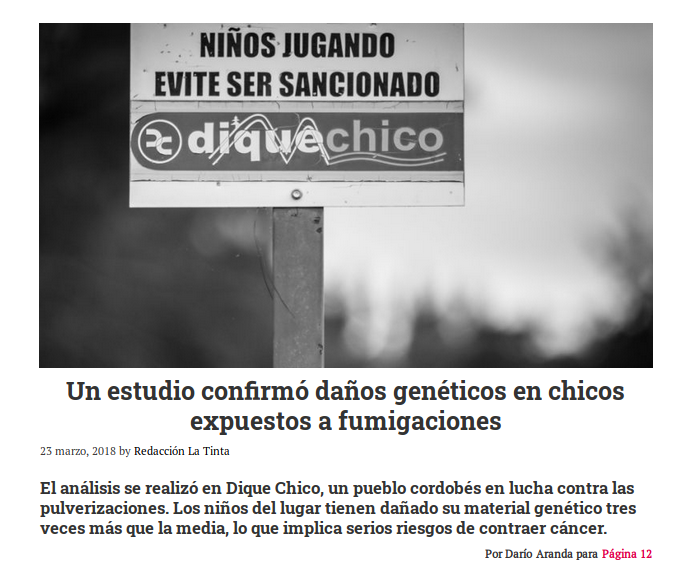 NIÑOS JUGANDO
EVITE SER SANCIONADO
DC diquechico
Un estudio confirmó daños genéticos en chicos
expuestos a fumigaciones
23 marzo, 2018 by Redacción La Tinta
El análisis se realizó en Dique Chico, un pueblo cordobés en lucha contra las
pulverizaciones. Los niños del lugar tienen dañado su material genético tres
veces más que la media, lo que implica serios riesgos de contraer cáncer.
Por Darío Aranda para Página 12